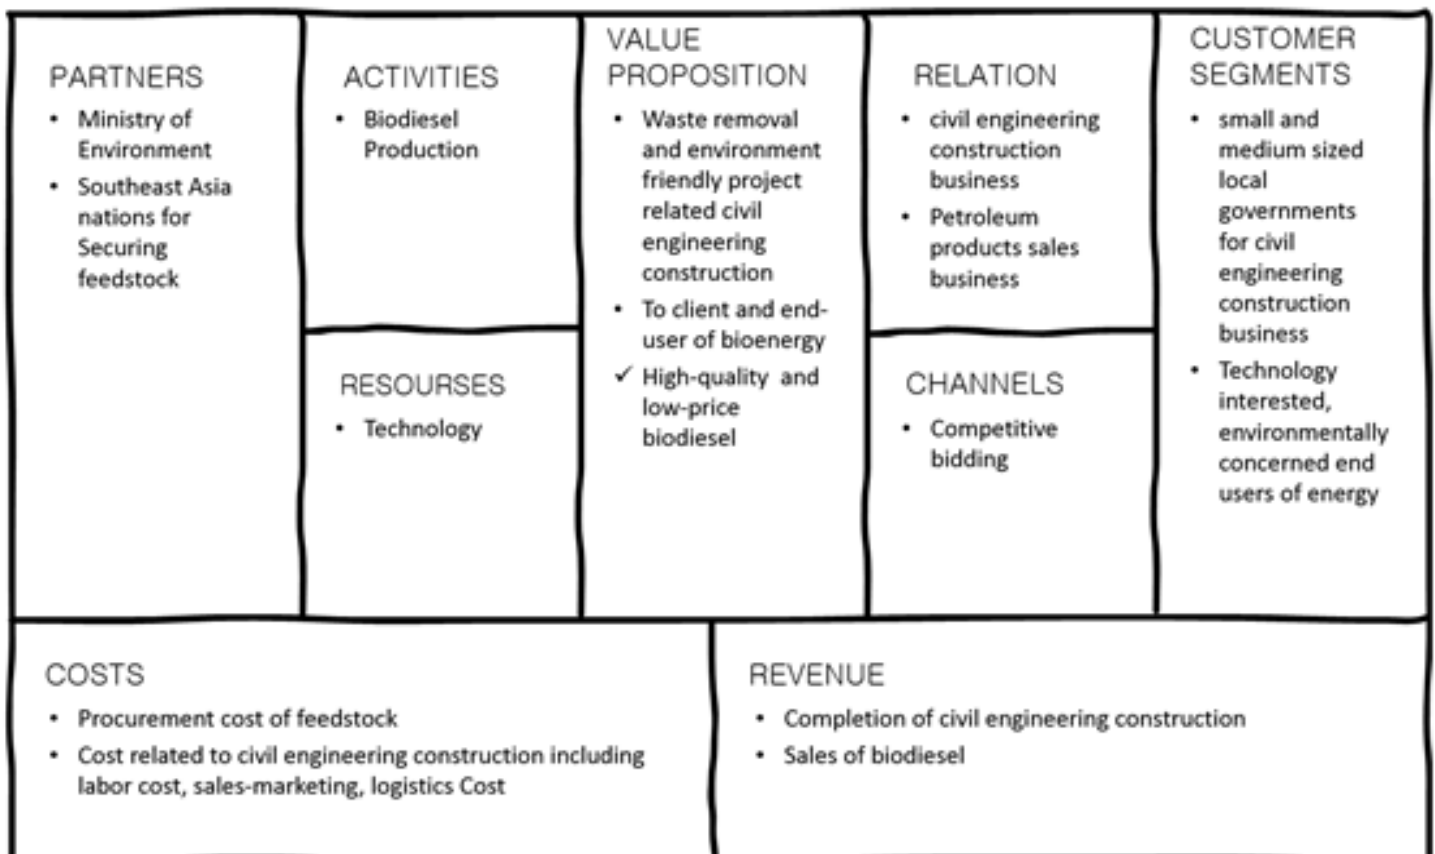 PARTNERS
• Ministry of
Environment
• Southeast Asia
nations for
Securing
feedstock
ACTIVITIES
• Biodiesel
Production
RESOURSES
• Technology
VALUE
PROPOSITION
• Waste removal
and environment
friendly project
related civil
engineering
construction
• To client and end-
user of bioenergy
✓ High-quality and
low-price
biodiesel
RELATION
• civil engineering
construction
business
• Petroleum
products sales
business
CHANNELS
• Competitive
bidding
CUSTOMER
SEGMENTS
• small and
medium sized
local
governments
for civil
engineering
construction
business
• Technology
interested,
environmentally
concerned end
users of energy
COSTS
• Procurement cost of feedstock
• Cost related to civil engineering construction including
labor cost, sales-marketing, logistics Cost
REVENUE
• Completion of civil engineering construction
• Sales of biodiesel